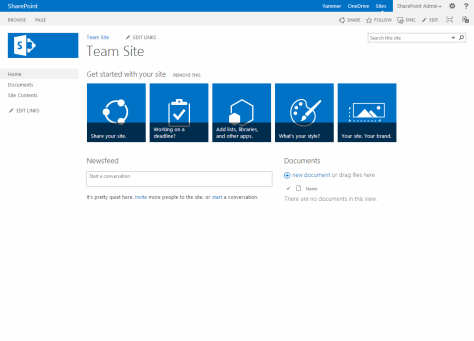 SharePoint
Yammer OneDrive Sites SharePoint Admin ?
BROWSE PAGE
SHARE FOLLOW SYNC EDIT
S
Team Site EDIT LINKS
Search this site
Team Site
Home
Documents
Site Contents
EDIT LINKS
Get started with your site REMOVE THIS
Share your site.
Working on a deadline?
Add lists, libraries, and other apps.
What's your style?
Your site. Your brand.
Newsfeed
Start a conversation
It's pretty quiet here. Invite more people to the site, or start a conversation.
Documents
new document or drag files here
Name
There are no documents in this view.